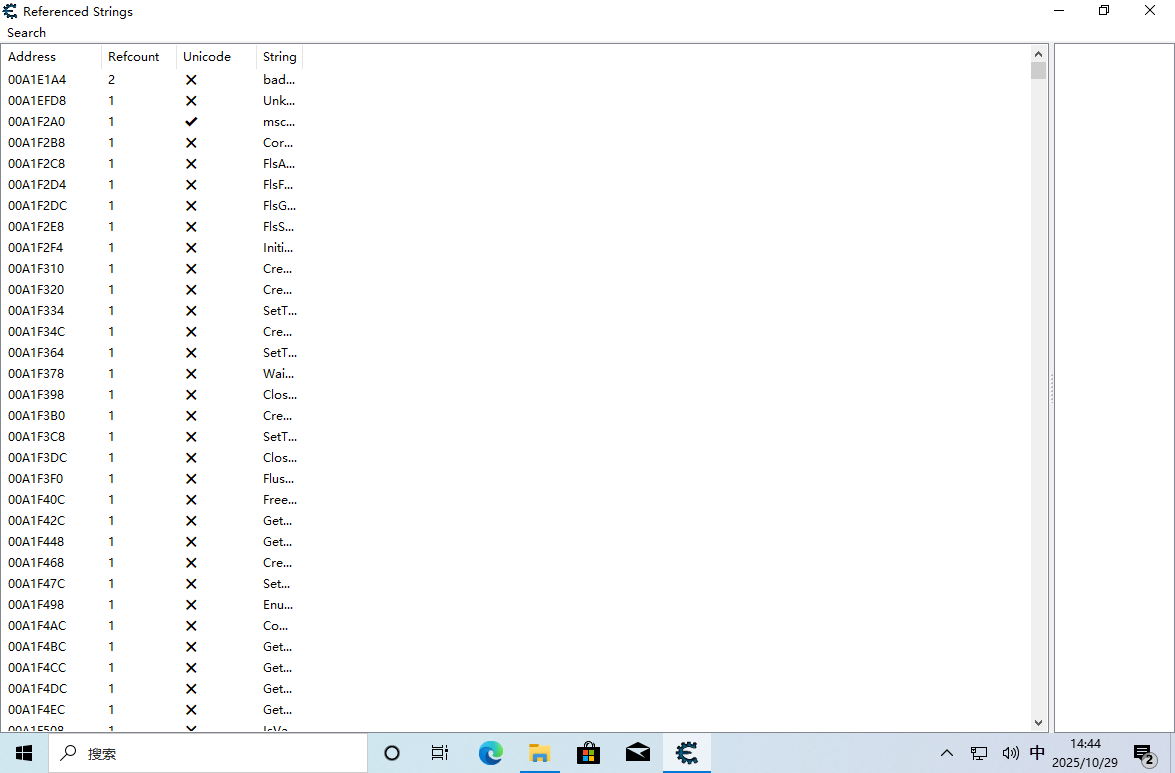 Referenced Strings
Search
Address Refcount Unicode String
00A1E1A4 2 bad...
00A1EFD8 1 Unk...
00A1F2A0 1 msc...
00A1F2B8 1 Cor...
00A1F2C8 1 FlsA...
00A1F2D4 1 FlsF...
00A1F2DC 1 FlsG...
00A1F2E8 1 FlsS...
00A1F2F4 1 Initi...
00A1F310 1 Cre...
00A1F320 1 Cre...
00A1F334 1 SetT...
00A1F34C 1 Cre...
00A1F364 1 SetT...
00A1F378 1 Wai...
00A1F398 1 Clos...
00A1F3B0 1 Cre...
00A1F3C8 1 SetT...
00A1F3DC 1 Clos...
00A1F3F0 1 Flus...
00A1F40C 1 Free...
00A1F42C 1 Get...
00A1F448 1 Get...
00A1F468 1 Cre...
00A1F47C 1 Set...
00A1F498 1 Enu...
00A1F4AC 1 Co...
00A1F4BC 1 Get...
00A1F4CC 1 Get...
00A1F4DC 1 Get...
00A1F4EC 1 Get...
00A1F508 1 IsVa...
搜索
中
14:44
2025/10/29
2